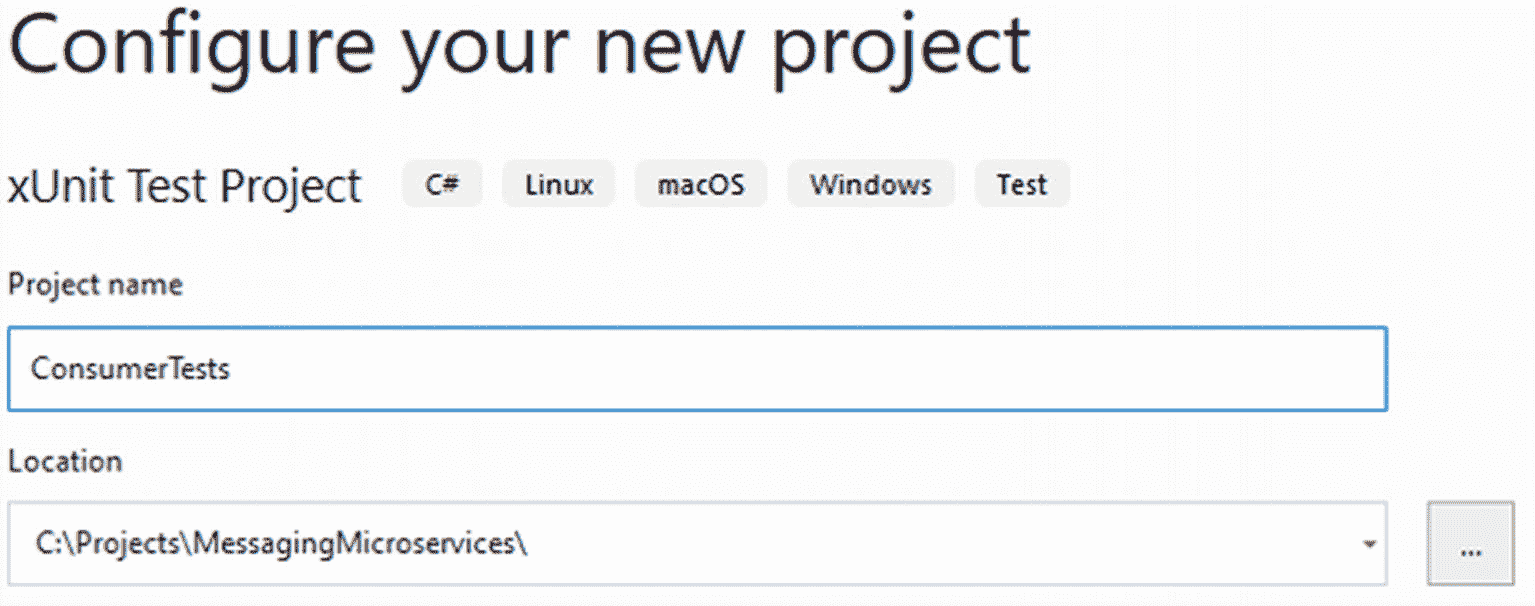 Configure your new project
xUnit Test Project C# Linux macOS Windows Test
Project name
ConsumerTests
Location
C:\Projects\MessagingMicroservices\
...